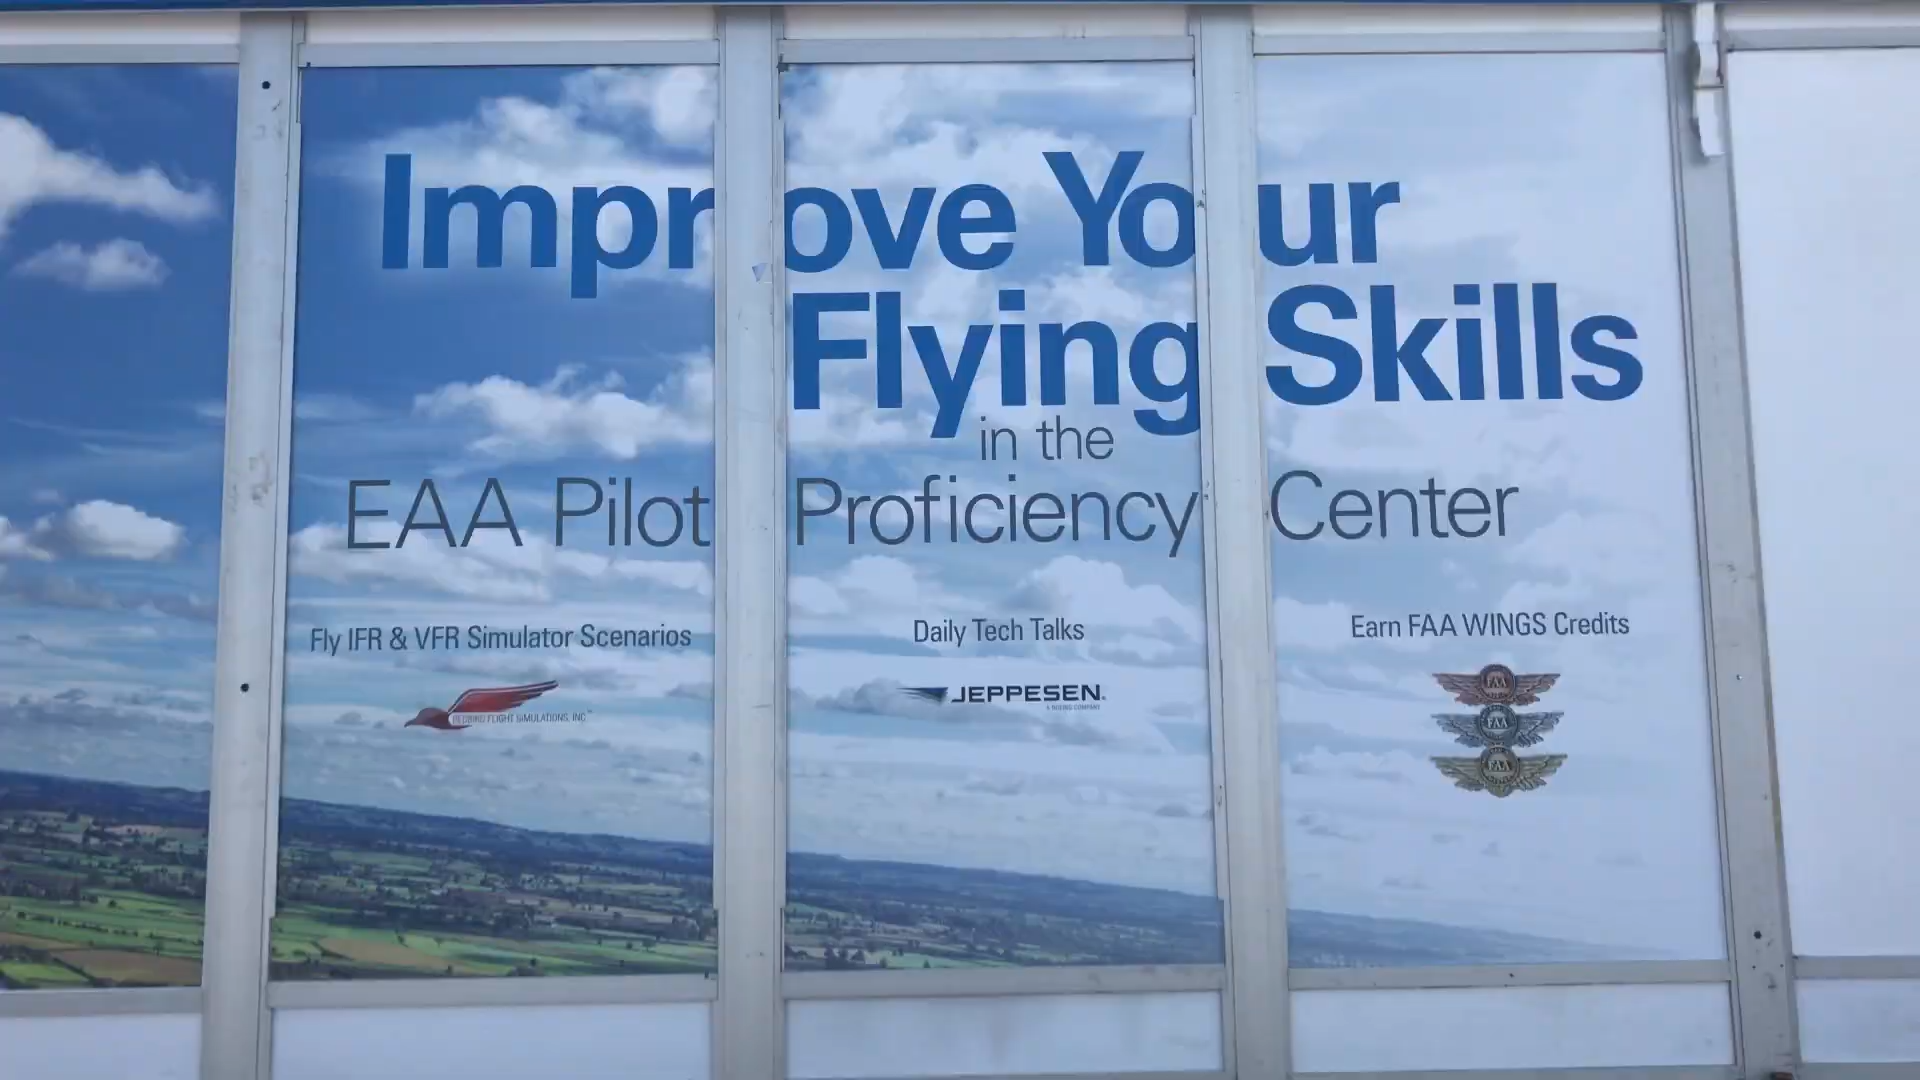 Improve Your
Flying Skills
in the
EAA Pilot Proficiency Center
Fly IFR & VFR Simulator Scenarios
Daily Tech Talks
Earn FAA WINGS Credits
REDBIRD FLIGHT SIMULATIONS, INC™
JEPPESEN®
A BOEING COMPANY
FAA
FAA
FAA